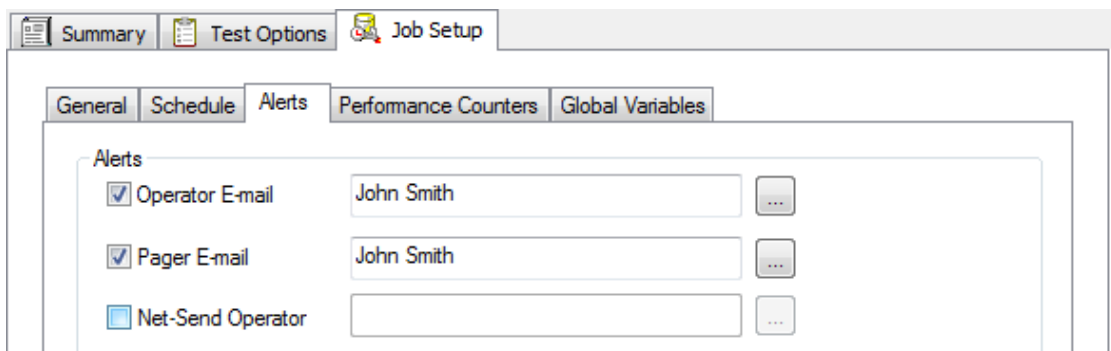 Summary Test Options Job Setup
General Schedule Alerts Performance Counters Global Variables
Alerts
Operator E-mail John Smith ...
Pager E-mail John Smith ...
Net-Send Operator ...